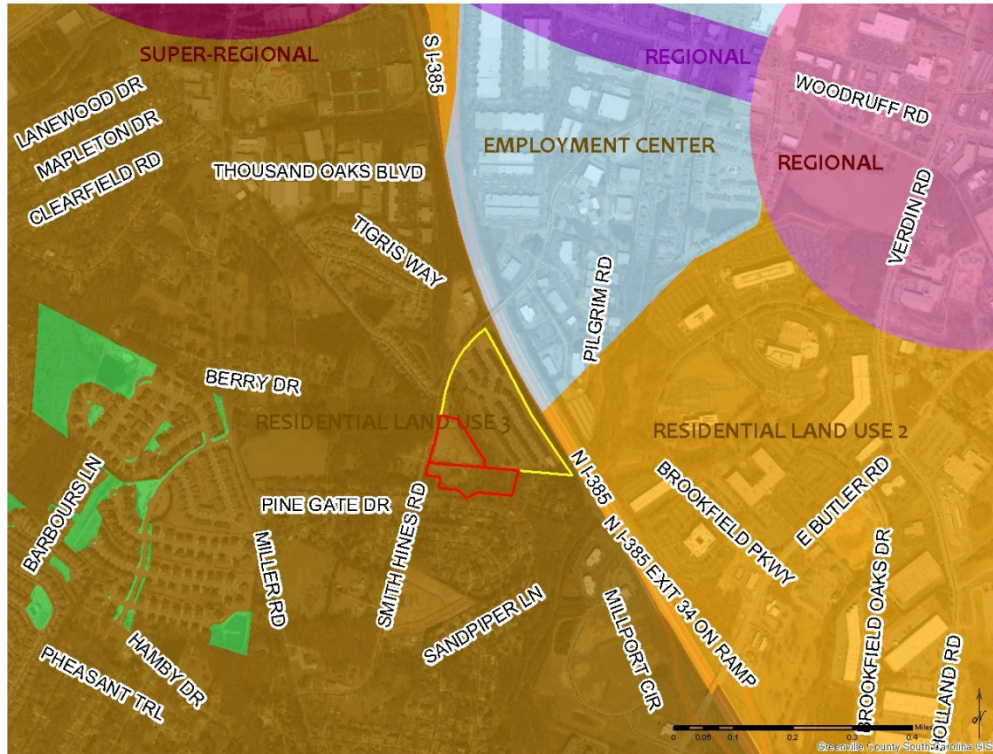 SUPER-REGIONAL
S I-385
REGIONAL
WOODRUFF RD
LANEWOOD DR
MAPLETON DR
CLEARFIELD RD
THOUSAND OAKS BLVD
EMPLOYMENT CENTER
REGIONAL
VERDIN RD
TIGRIS WAY
PILGRIM RD
BERRY DR
RESIDENTIAL LAND USE 3
RESIDENTIAL LAND USE 2
N I-385
BARBOURS LN
PINE GATE DR
SMITH HINES RD
MILLER RD
BROOKFIELD PKWY
E BUTLER RD
N I-385 EXIT 34 ON RAMP
SANDPIPER LN
MILLPORT CIR
BROOKFIELD OAKS DR
HOLLAND RD
HAMBY DR
PHEASANT TRL
Miles
0 0.05 0.1 0.2 0.3 0.4
Greenville County South Carolina GIS